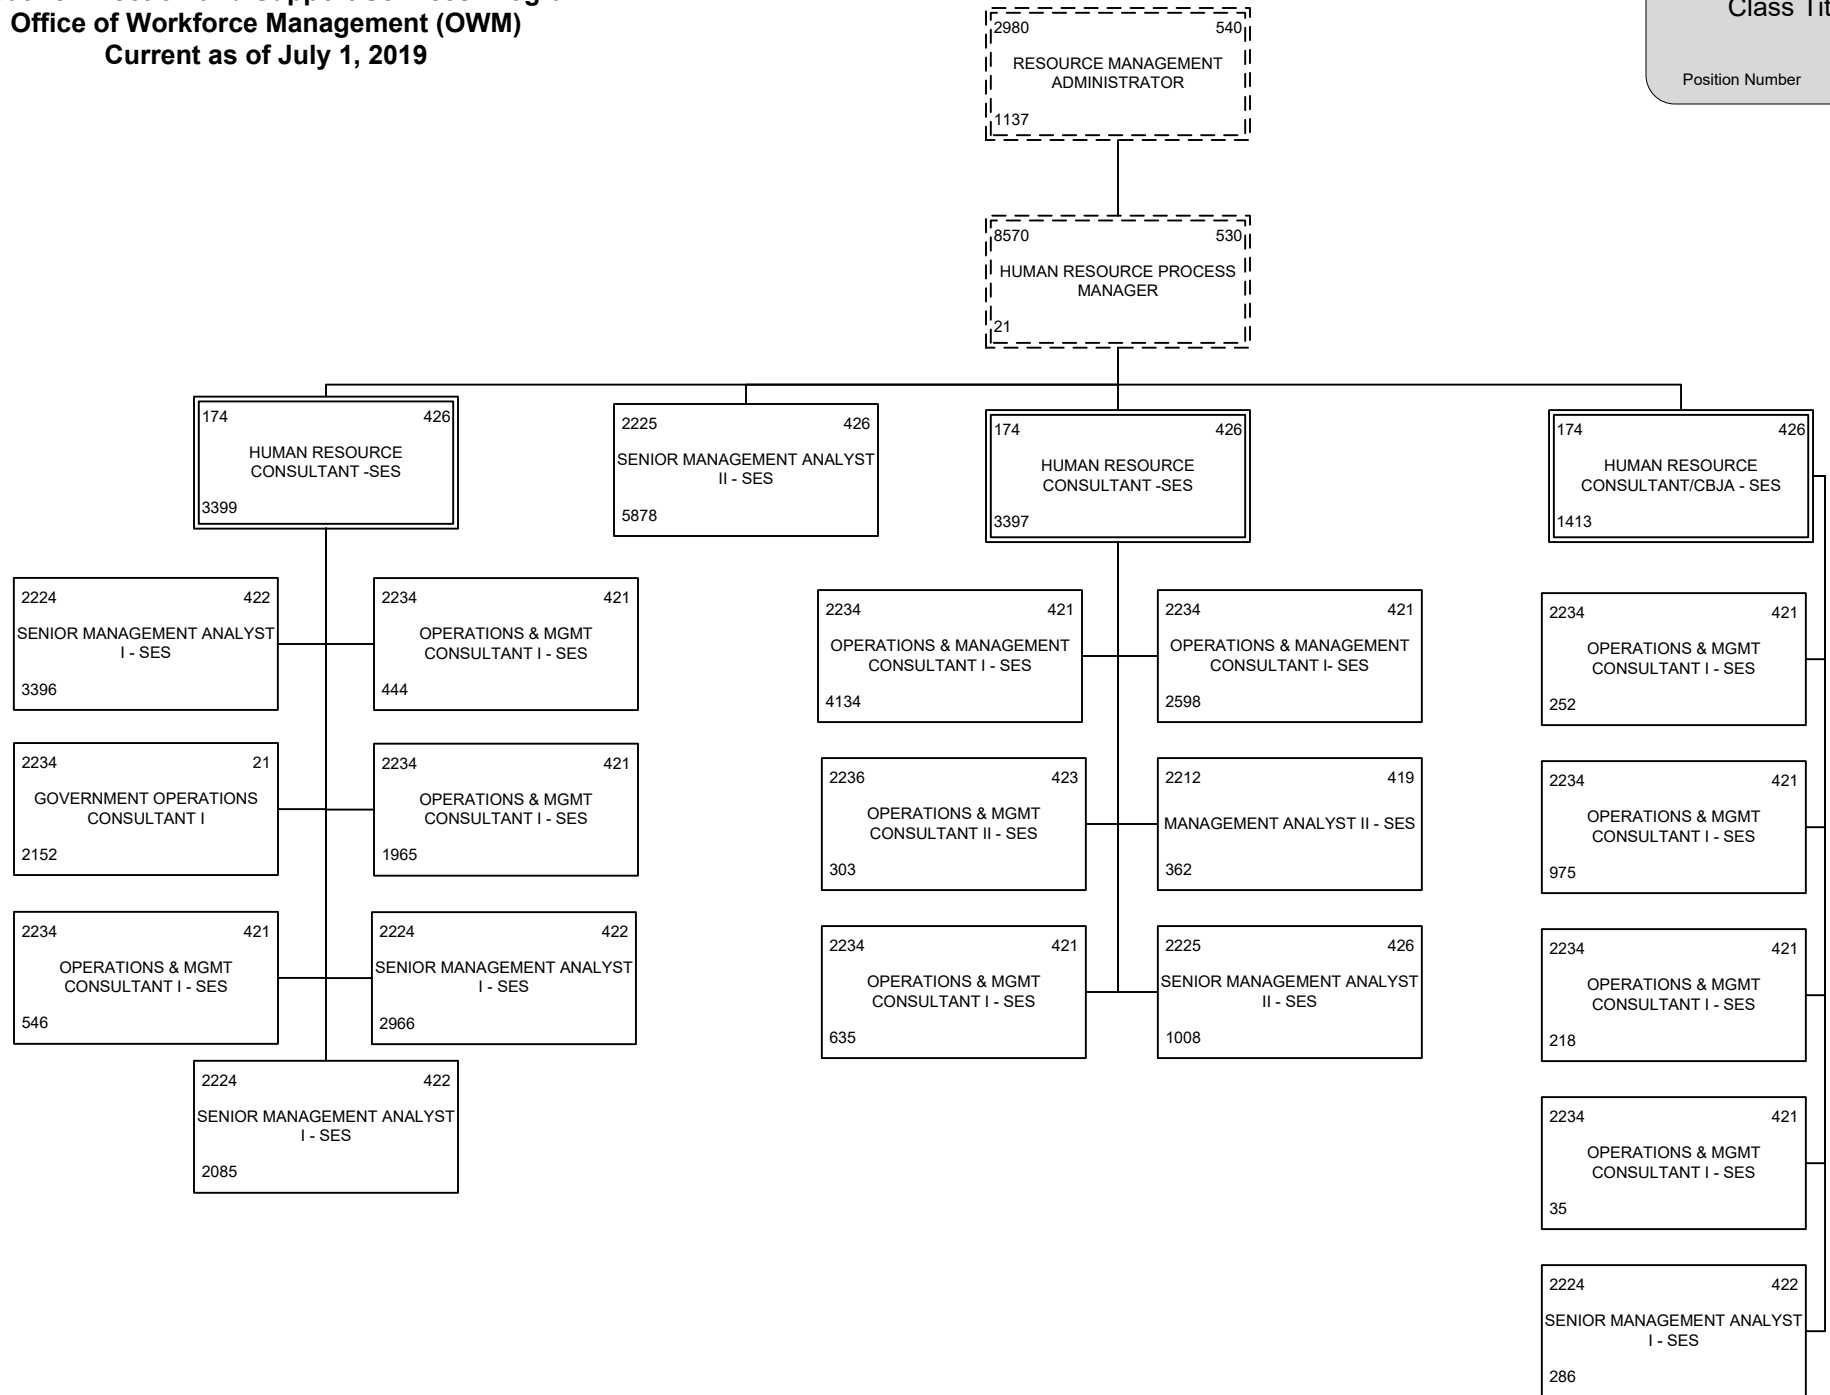 Office of Workforce Management (OWM)
Current as of July 1, 2019
Class
Position Number
2980 540
RESOURCE MANAGEMENT
ADMINISTRATOR
1137
8570 530
HUMAN RESOURCE PROCESS
MANAGER
21
174 426
HUMAN RESOURCE
CONSULTANT -SES
3399
2225 426
SENIOR MANAGEMENT ANALYST
II - SES
5878
174 426
HUMAN RESOURCE
CONSULTANT -SES
3397
174 426
HUMAN RESOURCE
CONSULTANT/CBJA - SES
1413
2224 422
SENIOR MANAGEMENT ANALYST
I - SES
3396
2234 421
OPERATIONS & MGMT
CONSULTANT I - SES
444
2234 21
GOVERNMENT OPERATIONS
CONSULTANT I
2152
2234 421
OPERATIONS & MGMT
CONSULTANT I - SES
1965
2234 421
OPERATIONS & MGMT
CONSULTANT I - SES
546
2224 422
SENIOR MANAGEMENT ANALYST
I - SES
2966
2224 422
SENIOR MANAGEMENT ANALYST
I - SES
2085
2234 421
OPERATIONS & MANAGEMENT
CONSULTANT I - SES
4134
2234 421
OPERATIONS & MANAGEMENT
CONSULTANT I- SES
2598
2236 423
OPERATIONS & MGMT
CONSULTANT II - SES
303
2212 419
MANAGEMENT ANALYST II - SES
362
2234 421
OPERATIONS & MGMT
CONSULTANT I - SES
635
2225 426
SENIOR MANAGEMENT ANALYST
II - SES
1008
2234 421
OPERATIONS & MGMT
CONSULTANT I - SES
252
2234 421
OPERATIONS & MGMT
CONSULTANT I - SES
975
2234 421
OPERATIONS & MGMT
CONSULTANT I - SES
218
2234 421
OPERATIONS & MGMT
CONSULTANT I - SES
35
2224 422
SENIOR MANAGEMENT ANALYST
I - SES
286